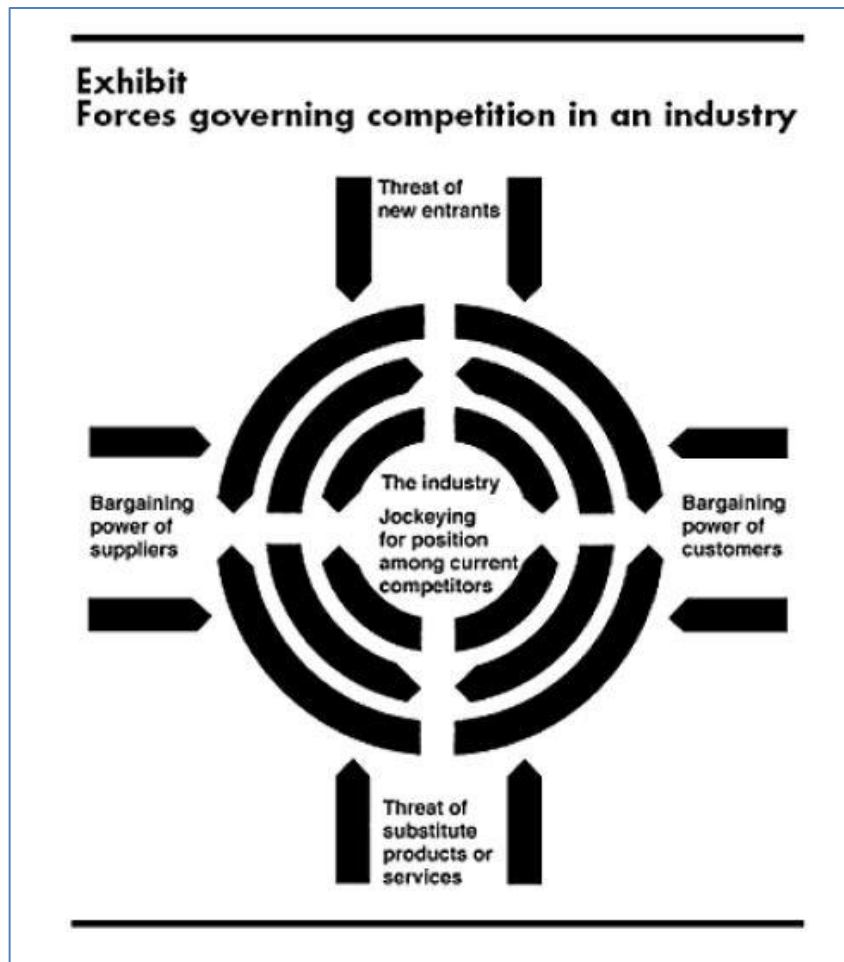 Exhibit
Forces governing competition in an industry
Threat of
new entrants
Bargaining
power of
suppliers
The industry
Jockeying
for position
among current
competitors
Bargaining
power of
customers
Threat of
substitute
products or
services